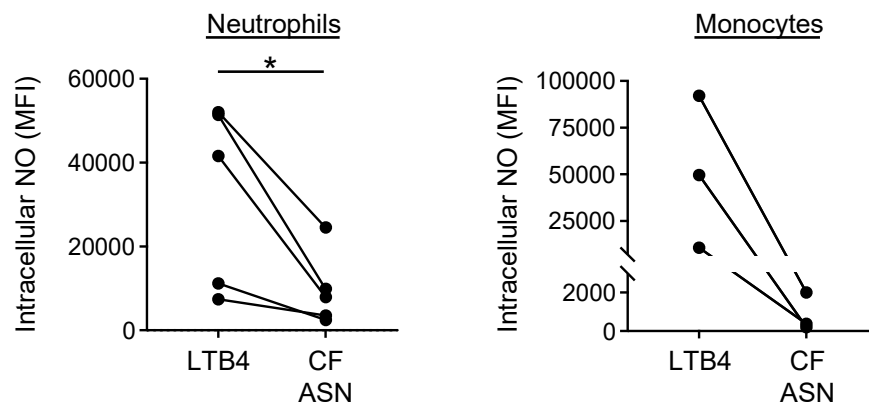 Neutrophils
Intracellular NO (MFI)
60000
40000
20000
0
*
LTB4
CF
ASN
Monocytes
Intracellular NO (MFI)
100000
75000
50000
25000
2000
0
LTB4
CF
ASN